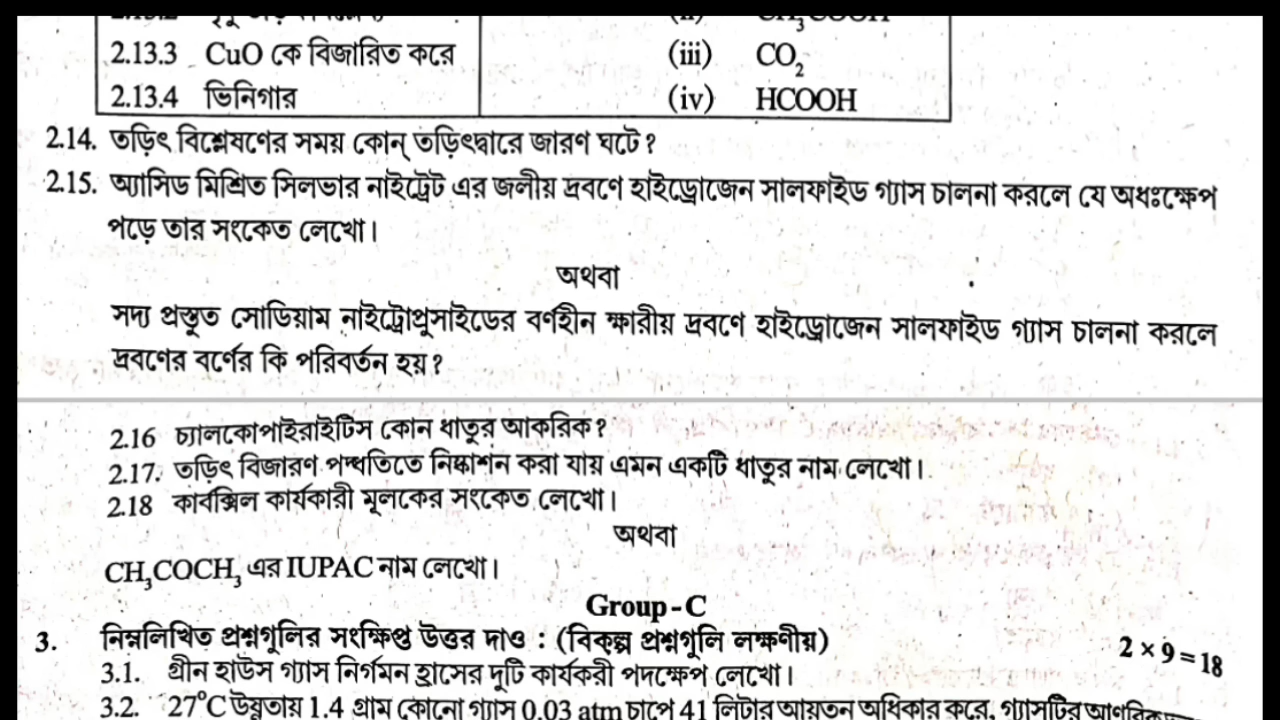 (ii) CH₃COOH
2.13.3 CuO কে বিজারিত করে (iii) CO₂
2.13.4 ভিনিগার (iv) HCOOH
2.14. তড়িৎ বিশ্লেষণের সময় কোন্ তড়িৎদ্বারে জারণ ঘটে?
2.15. অ্যাসিড মিশ্রিত সিলভার নাইট্রেট এর জলীয় দ্রবণে হাইড্রোজেন সালফাইড গ্যাস চালনা করলে যে অধঃক্ষেপ
পড়ে তার সংকেত লেখো।
অথবা
সদ্য প্রস্তুত সোডিয়াম নাইট্রোপ্রুসাইডের বর্ণহীন ক্ষারীয় দ্রবণে হাইড্রোজেন সালফাইড গ্যাস চালনা করলে
দ্রবণের বর্ণের কি পরিবর্তন হয়?
2.16 চ্যালকোপাইরাইটিস কোন ধাতুর আকরিক?
2.17. তড়িৎ বিজারণ পদ্ধতিতে নিষ্কাশন করা যায় এমন একটি ধাতুর নাম লেখো।
2.18 কার্বক্সিল কার্যকারী মূলকের সংকেত লেখো।
অথবা
CH₃COCH₃ এর IUPAC নাম লেখো।
Group-C
3. নিম্নলিখিত প্রশ্নগুলির সংক্ষিপ্ত উত্তর দাও : (বিকল্প প্রশ্নগুলি লক্ষণীয়) 2 × 9 = 18
3.1. গ্রীন হাউস গ্যাস নির্গমন হ্রাসের দুটি কার্যকরী পদক্ষেপ লেখো।
3.2. 27°C উষ্ণতায় 1.4 গ্রাম কোনো গ্যাস 0.03 atm চাপে 41 লিটার আয়তন অধিকার করে, গ্যাসটির